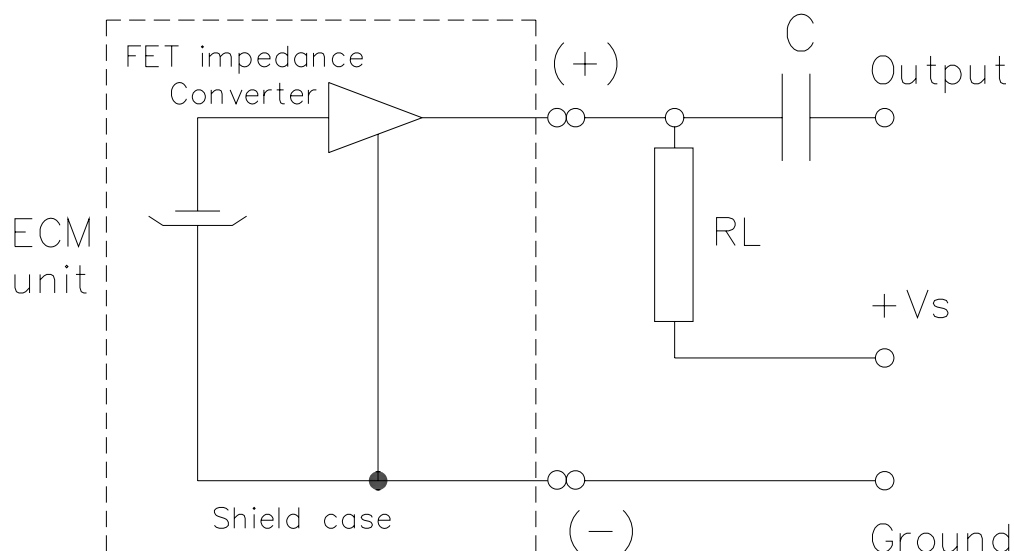 FET impedance
Converter
(+)
C
Output
ECM
unit
RL
+Vs
Shield case
(-)
Ground